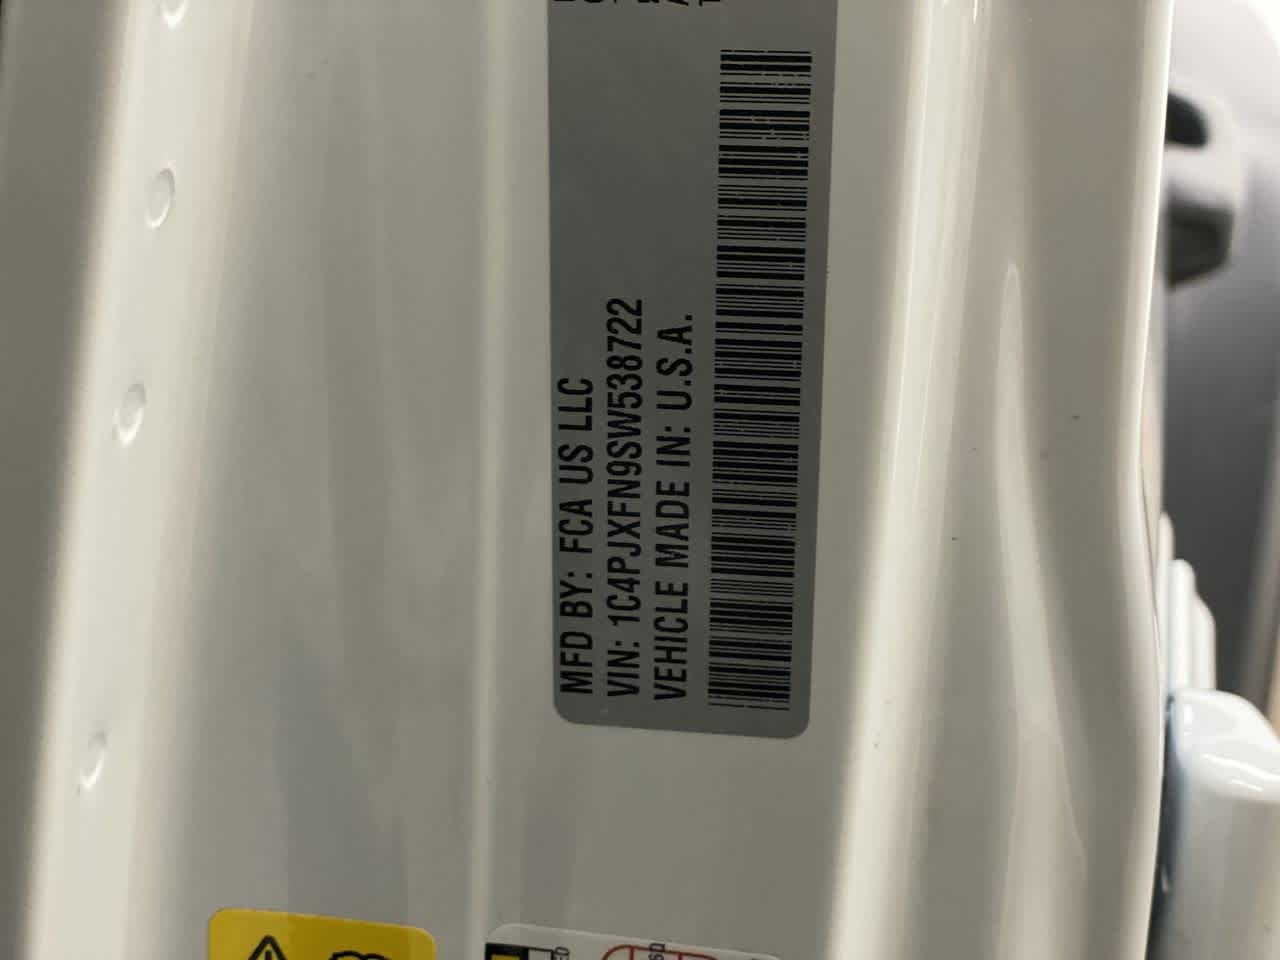 MFD BY: FCA US LLC
VIN: 1C4PJXFN9SW538722
VEHICLE MADE IN: U.S.A.